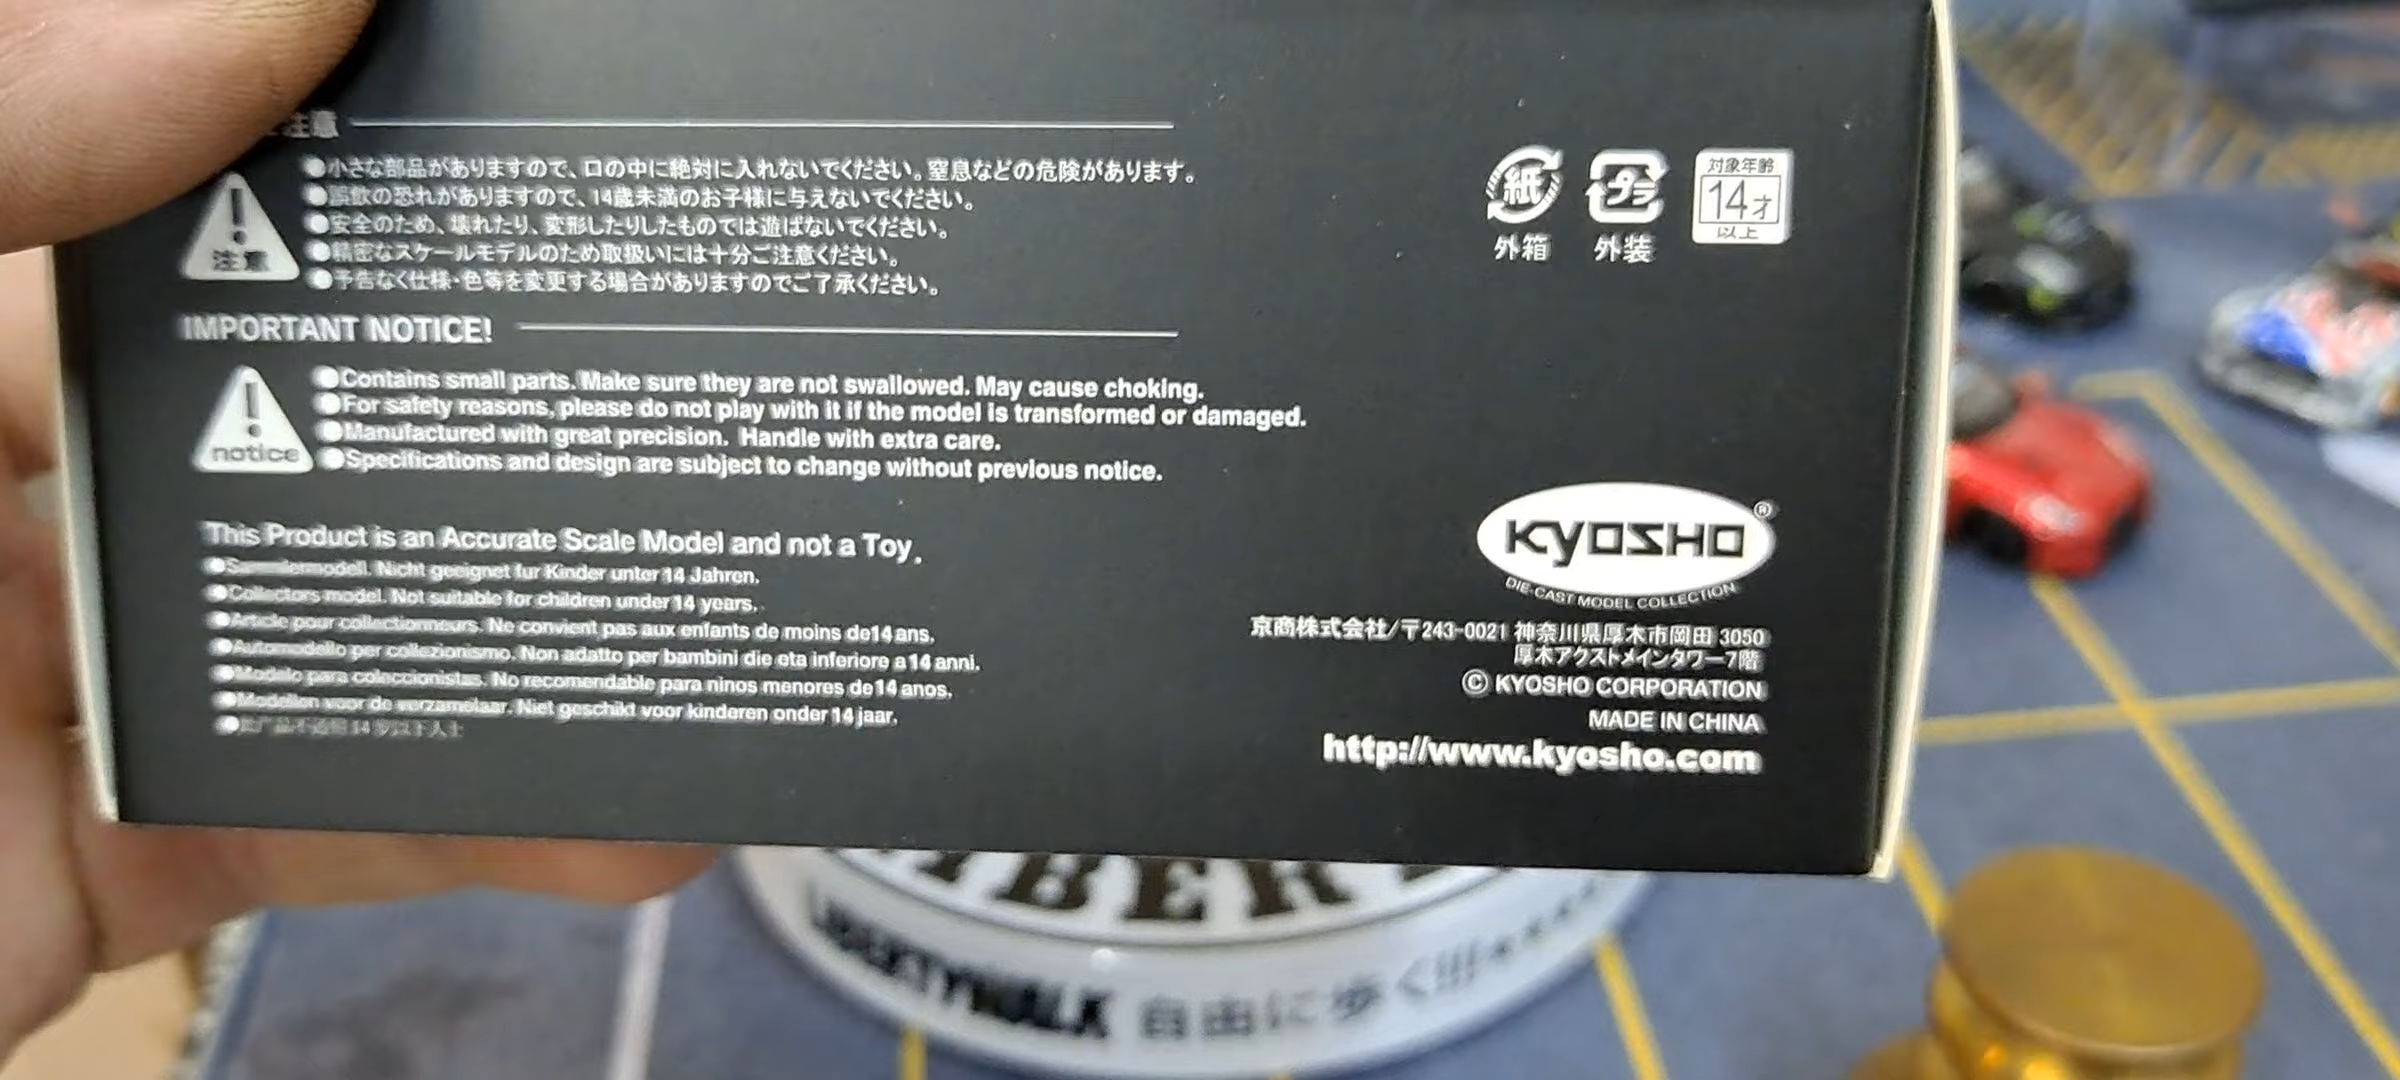 注意
●小さな部品がありますので、口の中に絶対に入れないでください。窒息などの危険があります。
●誤飲の恐れがありますので、14歳未満のお子様に与えないでください。
●安全のため、壊れたり、変形したりしたものでは遊ばないでください。
●精密なスケールモデルのため取扱いには十分ご注意ください。
●予告なく仕様・色等を変更する場合がありますのでご了承ください。
注意
紙
外箱
プラ
外装
対象年齢
14才
以上
IMPORTANT NOTICE!
●Contains small parts. Make sure they are not swallowed. May cause choking.
●For safety reasons, please do not play with it if the model is transformed or damaged.
●Manufactured with great precision. Handle with extra care.
●Specifications and design are subject to change without previous notice.
notice
This Product is an Accurate Scale Model and not a Toy.
●Sammlermodell. Nicht geeignet fur Kinder unter 14 Jahren.
●Collectors model. Not suitable for children under 14 years.
●Article pour collectionneurs. Ne convient pas aux enfants de moins de14 ans.
●Automodello per collezionismo. Non adatto per bambini die eta inferiore a 14 anni.
●Modelo para coleccionistas. No recomendable para ninos menores de14 anos.
●Modellen voor de verzamelaar. Niet geschikt voor kinderen onder 14 jaar.
KYOSHO®
DIE-CAST MODEL COLLECTION
京商株式会社/〒243-0021 神奈川県厚木市岡田 3050
厚木アクストメインタワー7階
© KYOSHO CORPORATION
MADE IN CHINA
http://www.kyosho.com
LIBERTYWALK 自由に歩く!!!